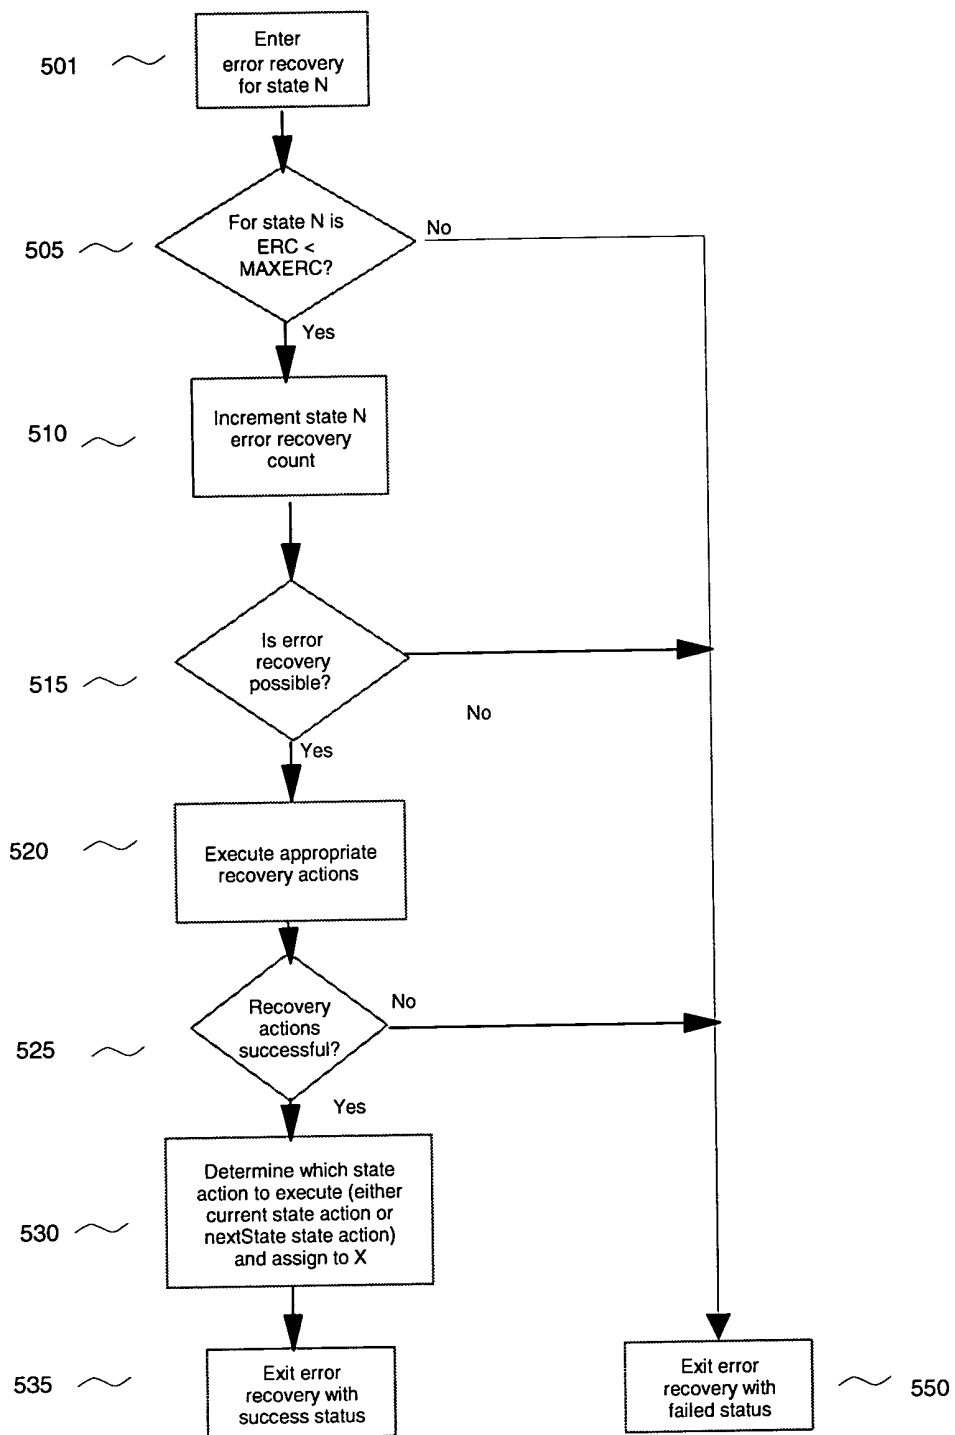 Enter
error recovery
for state N
501
For state N is
ERC <
MAXERC?
No
505
Yes
Increment state N
error recovery
count
510
Is error
recovery
possible?
515
No
Yes
Execute appropriate
recovery actions
520
Recovery
actions
successful?
No
525
Yes
Determine which state
action to execute (either
current state action or
nextState state action)
and assign to X
530
Exit error
recovery with
success status
535
Exit error
recovery with
failed status
550